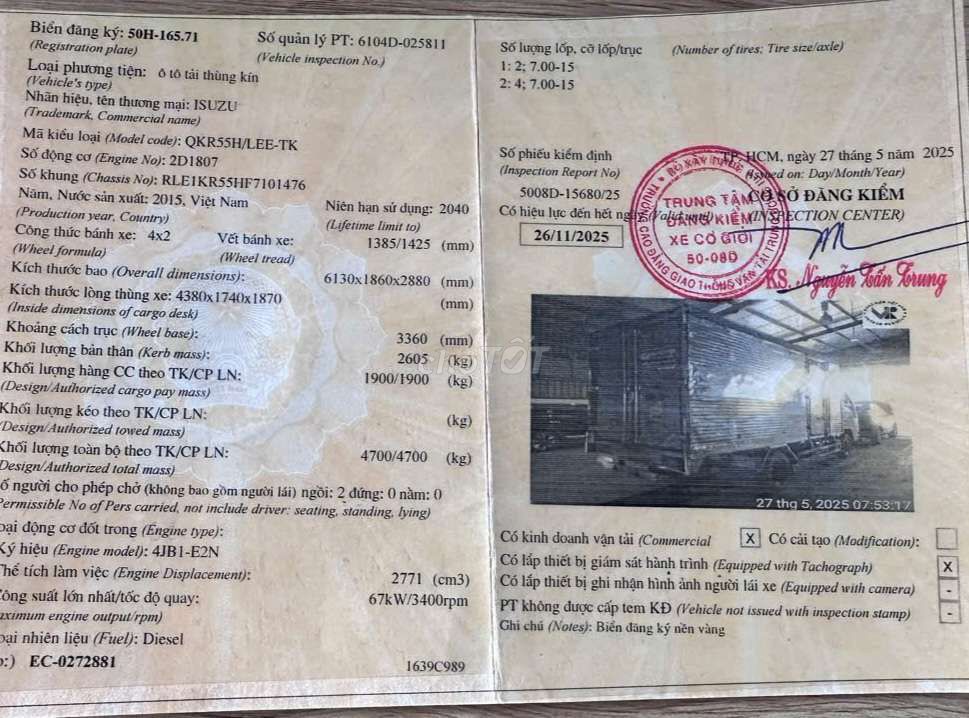 Biển đăng ký: 50H-165.71
Số quản lý PT: 6104D-025811
(Registration plate)
(Vehicle inspection No.)
Loại phương tiện: ô tô tải thùng kín
(Vehicle's type)
Nhãn hiệu, tên thương mại: ISUZU
(Trademark, Commercial name)
Mã kiểu loại (Model code): QKR55H/LEE-TK
Số động cơ (Engine No): 2D1807
Số khung (Chassis No): RLE1KR55HF7101476
Năm, Nước sản xuất: 2015, Việt Nam
Niên hạn sử dụng: 2040
(Production year, Country)
(Lifetime limit to)
Công thức bánh xe: 4x2
Vết bánh xe:
1385/1425 (mm)
(Wheel formula)
(Wheel tread)
Kích thước bao (Overall dimensions):
6130x1860x2880 (mm)
Kích thước lòng thùng xe: 4380x1740x1870
(mm)
(Inside dimensions of cargo desk)
Khoảng cách trục (Wheel base):
3360 (mm)
Khối lượng bản thân (Kerb mass):
2605 (kg)
Khối lượng hàng CC theo TK/CP LN:
1900/1900 (kg)
(Design/Authorized cargo pay mass)
Khối lượng kéo theo TK/CP LN:
(kg)
(Design/Authorized towed mass)
Khối lượng toàn bộ theo TK/CP LN:
4700/4700 (kg)
Design/Authorized total mass)
ố người cho phép chở (không bao gồm người lái) ngồi: 2 đứng: 0 nằm: 0
Permissible No of Pers carried, not include driver: seating, standing, lying)
oại động cơ đốt trong (Engine type):
Ký hiệu (Engine model): 4JB1-E2N
hể tích làm việc (Engine Displacement):
2771 (cm3)
ông suất lớn nhất/tốc độ quay:
67kW/3400rpm
aximum engine output/rpm)
oại nhiên liệu (Fuel): Diesel
o:) EC-0272881
1639C989
Số lượng lốp, cỡ lốp/trục
(Number of tires; Tire size/axle)
1: 2; 7.00-15
2: 4; 7.00-15
Số phiếu kiểm định
TP. HCM, ngày 27 tháng 5 năm 2025
(Inspection Report No)
(Issued on: Day/Month/Year)
5008D-15680/25
CƠ SỞ ĐĂNG KIỂM
Có hiệu lực đến hết ngày (Valid until)
(INSPECTION CENTER)
26/11/2025
TRUNG TÂM
ĐĂNG KIỂM
XE CƠ GIỚI
50-08D
KS. Nguyễn Tấn Trung
CHỢ TỐT
VR
27 thg 5, 2025 07:53:17
Có kinh doanh vận tải (Commercial
X
Có cải tạo (Modification):
Có lắp thiết bị giám sát hành trình (Equipped with Tachograph)
X
Có lắp thiết bị ghi nhận hình ảnh người lái xe (Equipped with camera)
-
PT không được cấp tem KĐ (Vehicle not issued with inspection stamp)
-
Ghi chú (Notes): Biển đăng ký nền vàng